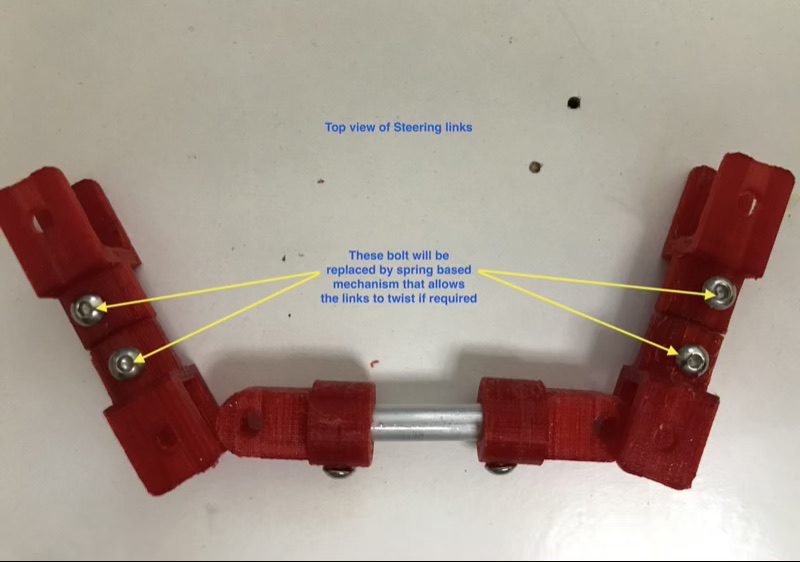 Top view of Steering links
These bolt will be
replaced by spring based
mechanism that allows
the links to twist if required